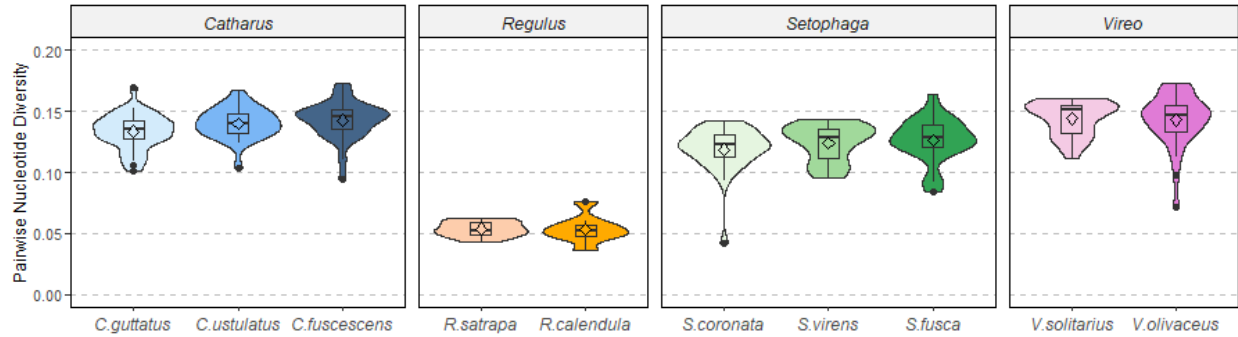 Catharus Regulus Setophaga Vireo
Pairwise Nucleotide Diversity
0.20
0.15
0.10
0.05
0.00
C.guttatus C.ustulatus C.fuscescens R.satrapa R.calendula S.coronata S.virens S.fusca V.solitarius V.olivaceus